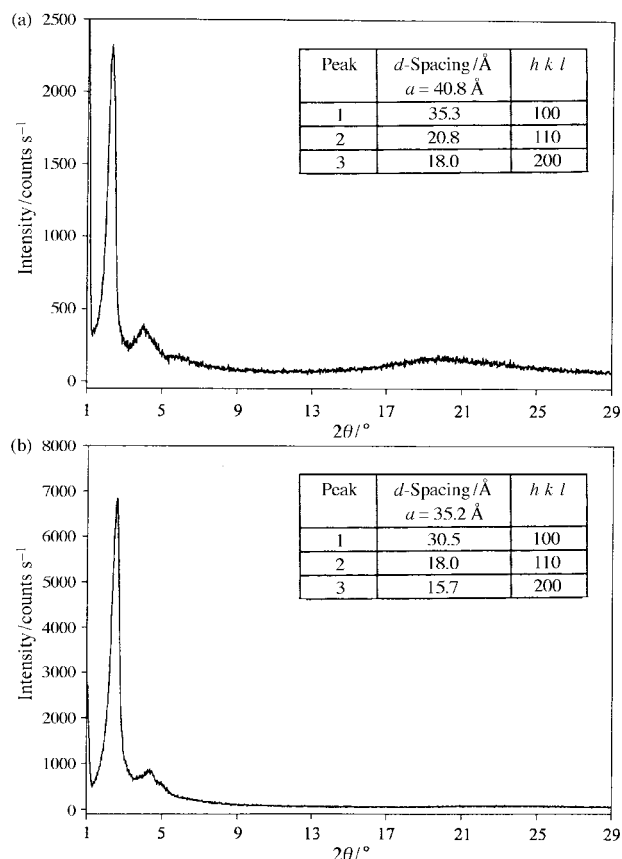 (a)
2500
2000
1500
1000
500
0
Intensity/counts s⁻¹
Peak d-Spacing/Å h k l
a = 40.8 Å
1 35.3 100
2 20.8 110
3 18.0 200
1 5 9 13 17 21 25 29
2θ/°
(b)
8000
7000
6000
5000
4000
3000
2000
1000
0
Intensity/counts s⁻¹
Peak d-Spacing/Å h k l
a = 35.2 Å
1 30.5 100
2 18.0 110
3 15.7 200
1 5 9 13 17 21 25 29
2θ/°